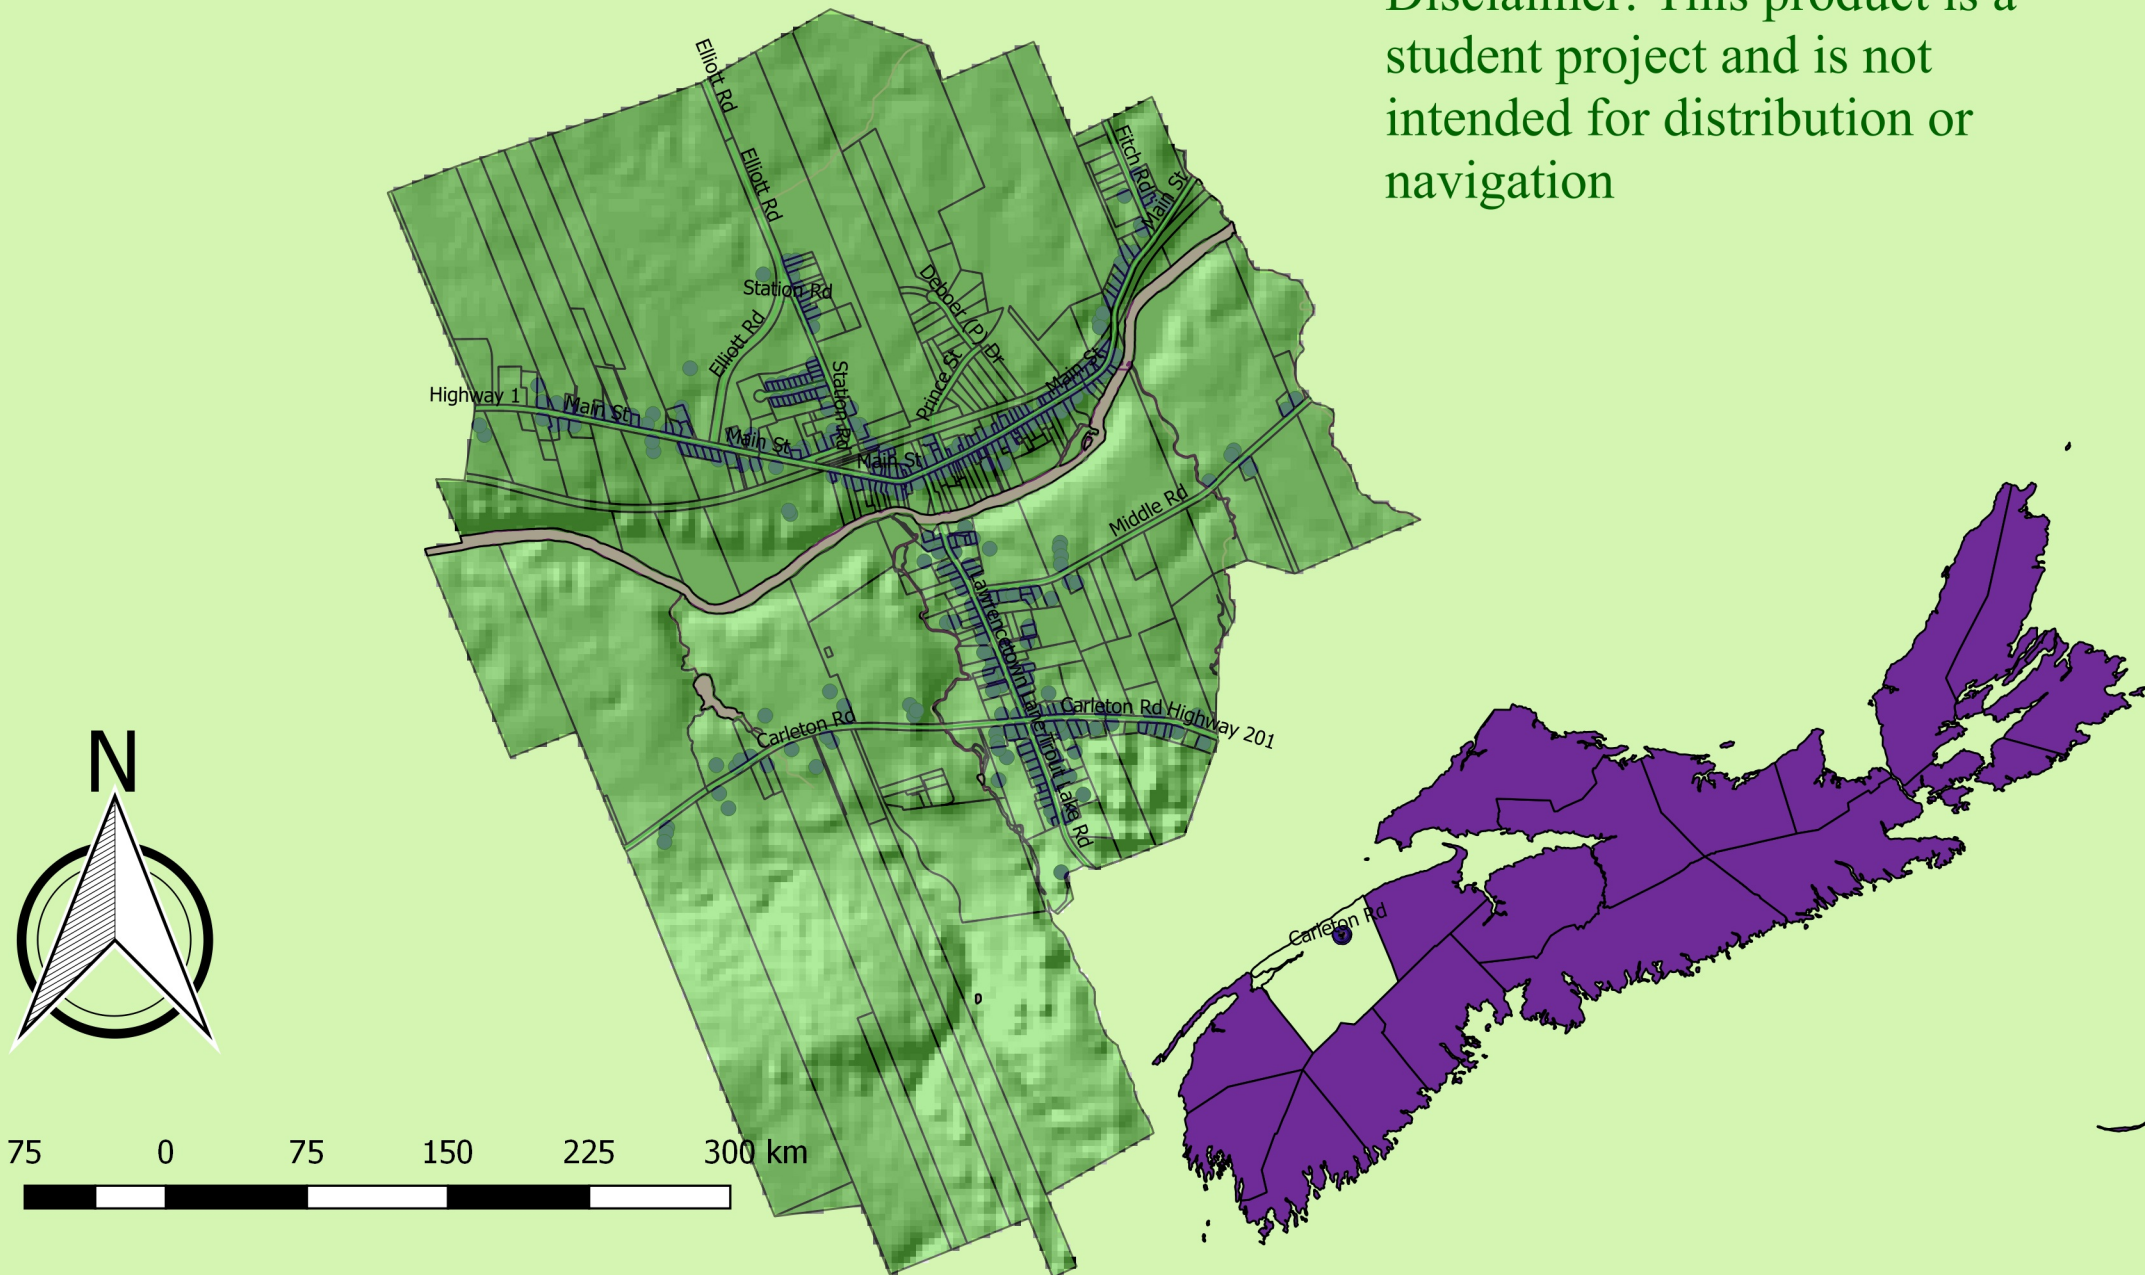 Disclaimer: This product is a
student project and is not
intended for distribution or
navigation
Elliott Rd
Elliott Rd
Fitch Rd
Main St
Station Rd
Debber (P) Dr
Elliott Rd
Prince St
Station Rd
Main St
Highway 1
Main St
Main St
Main St
Middle Rd
Lawrencetown Lane
Carleton Rd
Carleton Rd
Highway 201
Trout Lake Rd
N
Carleton Rd
75 0 75 150 225 300 km